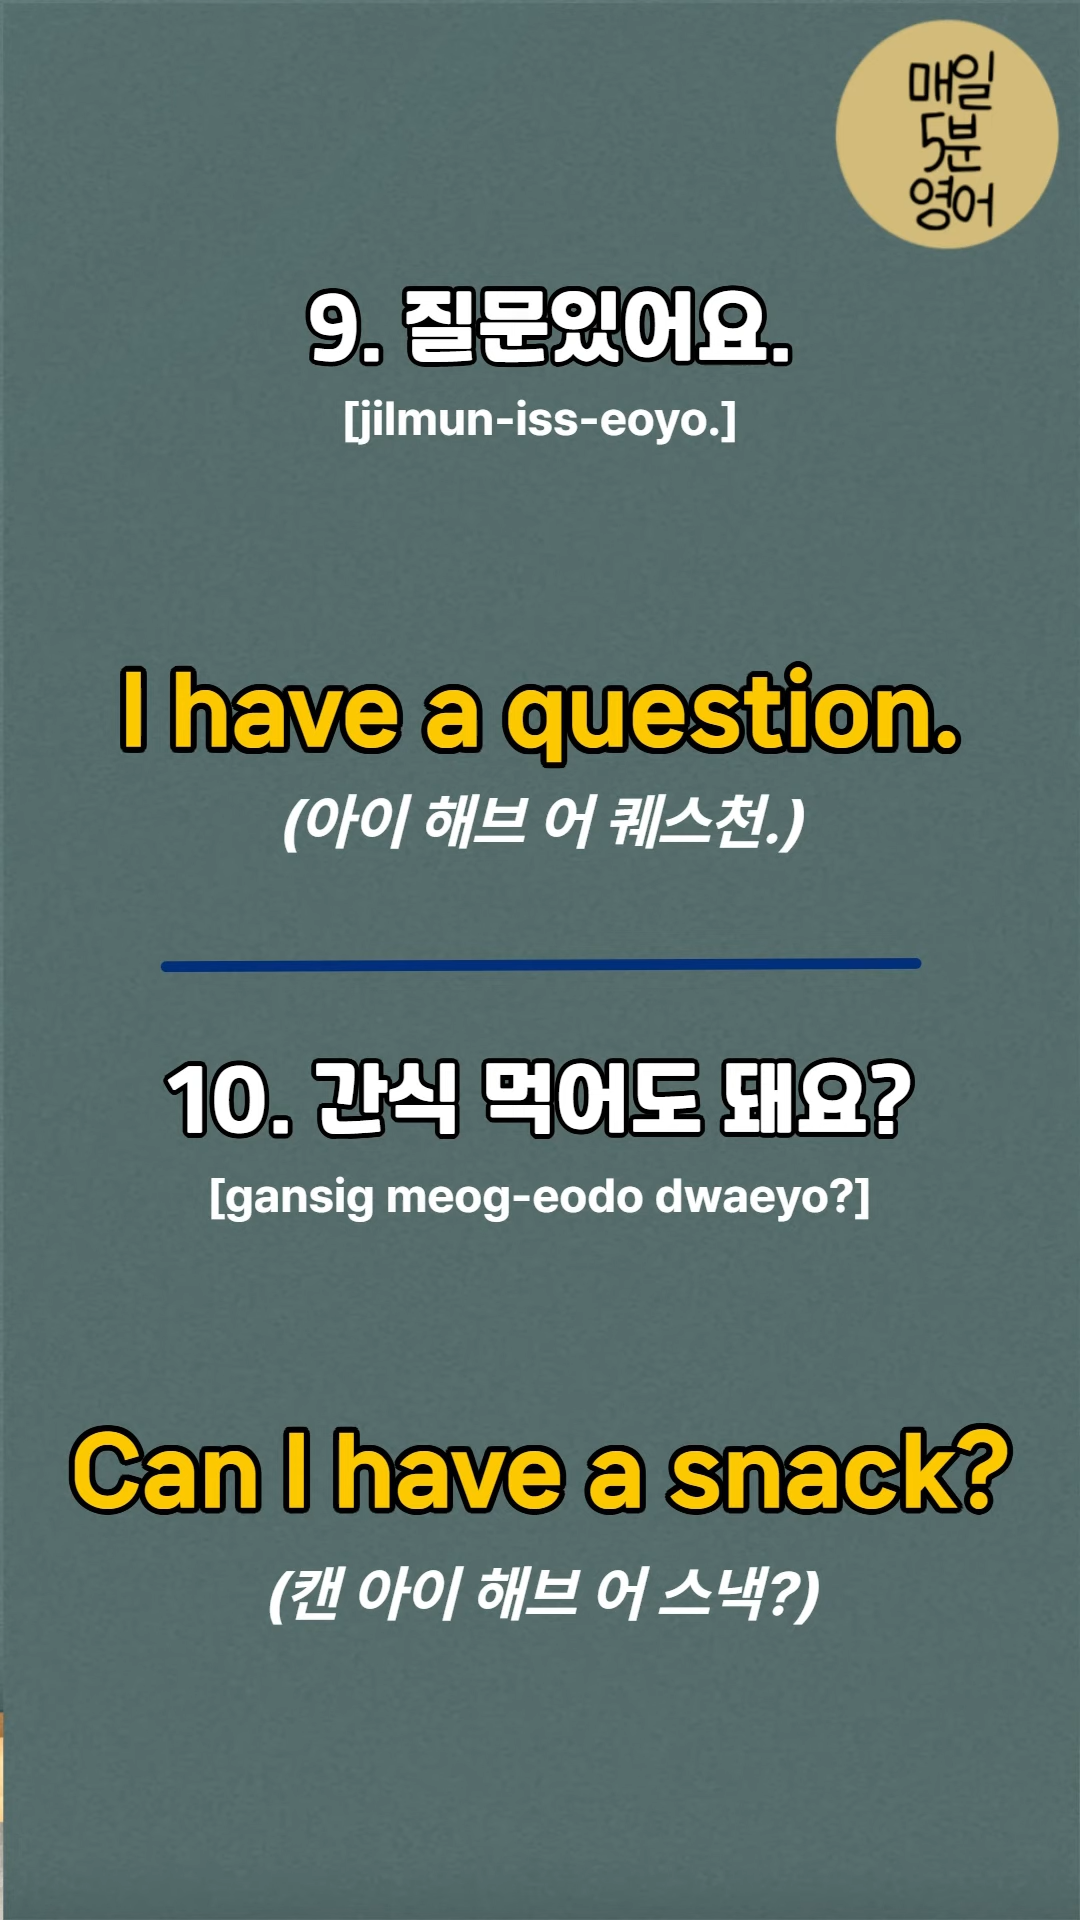 매일
5분
영어
9. 질문있어요.
[jilmun-iss-eoyo.]
I have a question.
(아이 해브 어 퀘스천.)
10. 간식 먹어도 돼요?
[gansig meog-eodo dwaeyo?]
Can I have a snack?
(캔 아이 해브 어 스낵?)